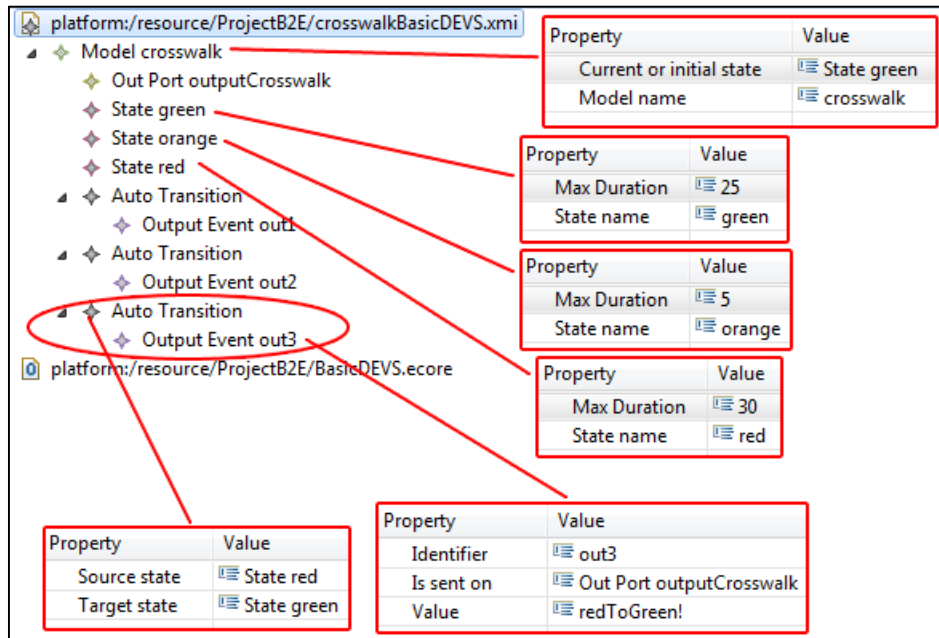 platform:/resource/ProjectB2E/crosswalkBasicDEVS.xmi
Model crosswalk
Out Port outputCrosswalk
State green
State orange
State red
Auto Transition
Output Event out1
Auto Transition
Output Event out2
Auto Transition
Output Event out3
platform:/resource/ProjectB2E/BasicDEVS.ecore
Property Value
Current or initial state State green
Model name crosswalk
Property Value
Max Duration 25
State name green
Property Value
Max Duration 5
State name orange
Property Value
Max Duration 30
State name red
Property Value
Source state State red
Target state State green
Property Value
Identifier out3
Is sent on Out Port outputCrosswalk
Value redToGreen!